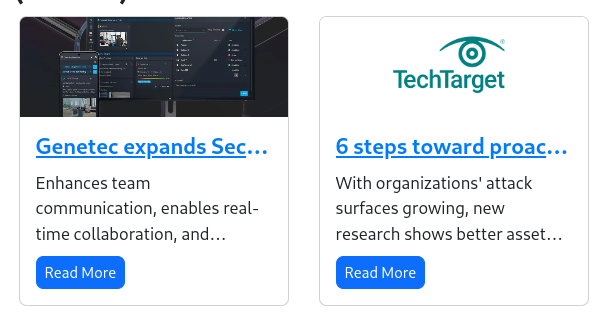 Genetec expands Sec...
Enhances team
communication, enables real-
time collaboration, and...
Read More
TechTarget
6 steps toward proac...
With organizations' attack
surfaces growing, new
research shows better asset...
Read More